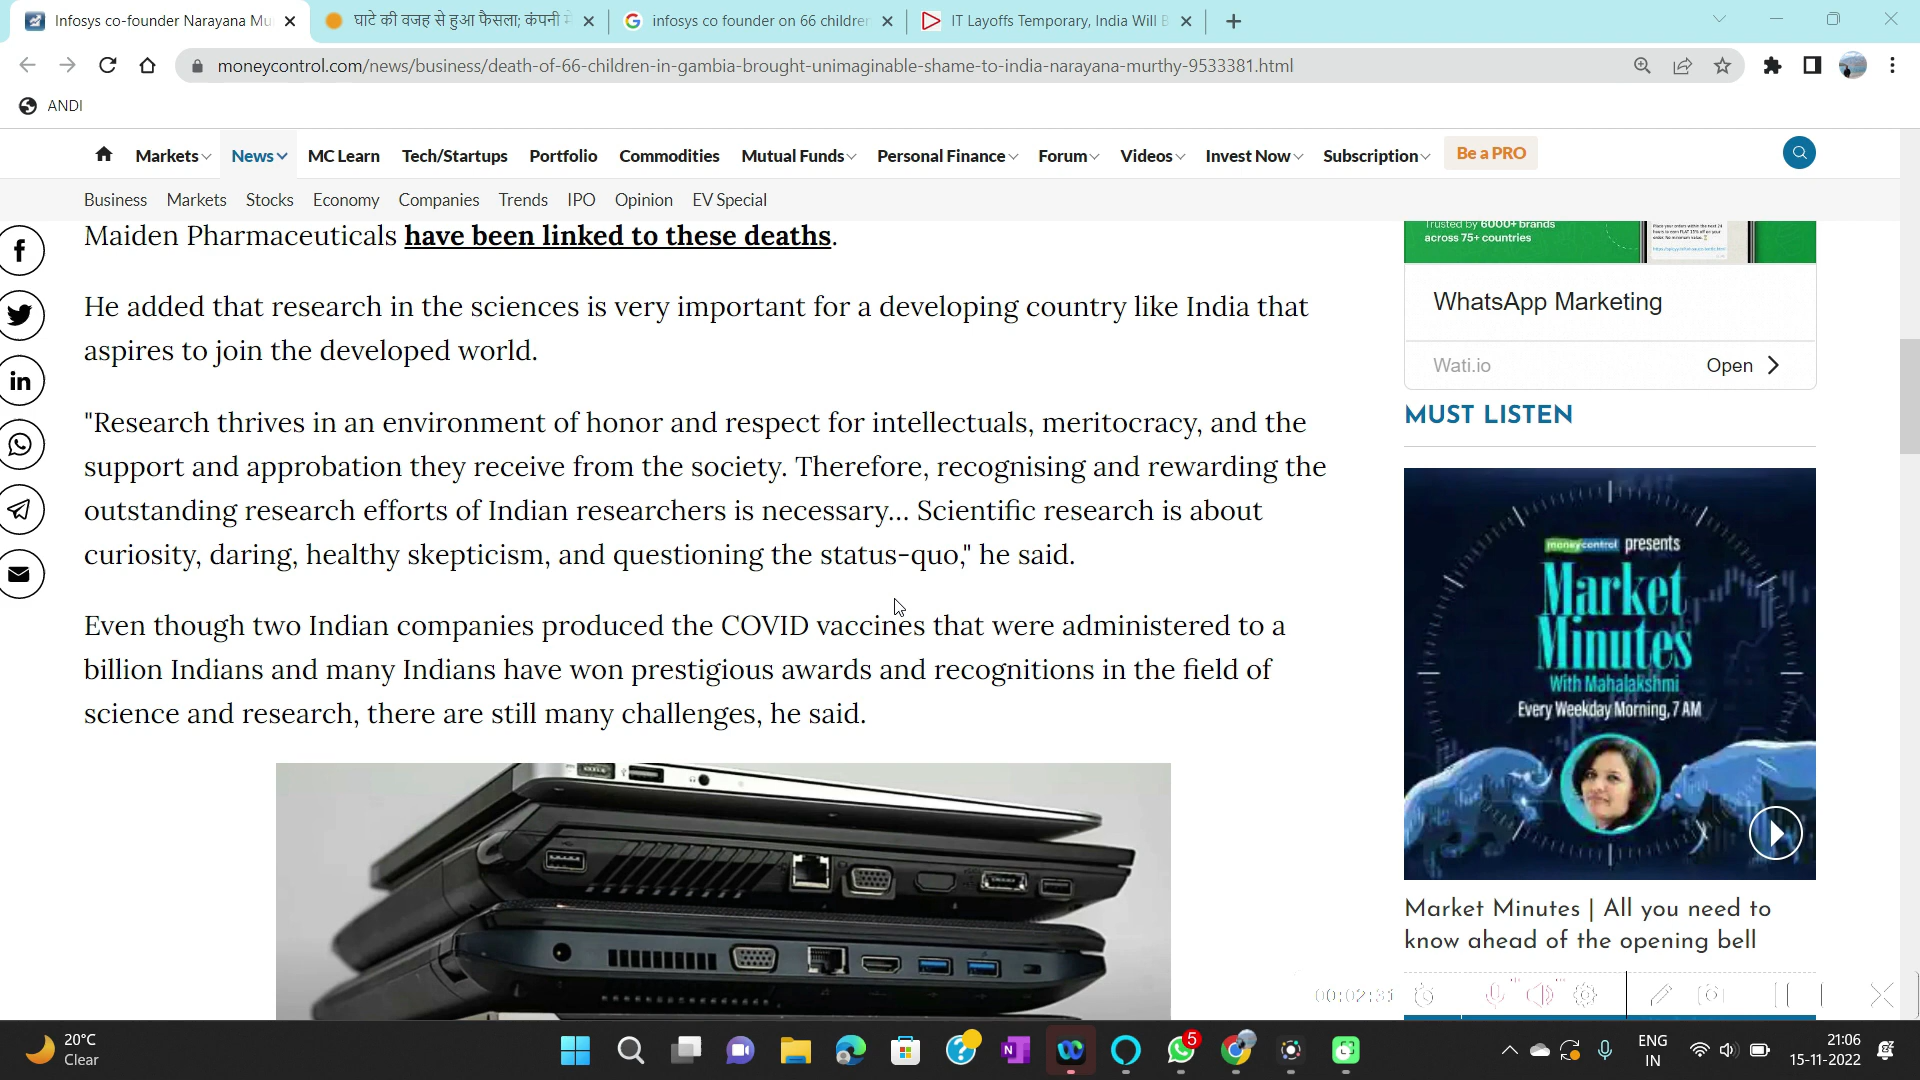 Infosys co-founder Narayana Mu
घाटे की वजह से हुआ फैसला; कंपनी ने
infosys co founder on 66 children
IT Layoffs Temporary, India Will B
moneycontrol.com/news/business/death-of-66-children-in-gambia-brought-unimaginable-shame-to-india-narayana-murthy-9533381.html
ANDI
Markets News MC Learn Tech/Startups Portfolio Commodities Mutual Funds Personal Finance Forum Videos Invest Now Subscription Be a PRO
Business Markets Stocks Economy Companies Trends IPO Opinion EV Special
Maiden Pharmaceuticals have been linked to these deaths.
He added that research in the sciences is very important for a developing country like India that
aspires to join the developed world.
"Research thrives in an environment of honor and respect for intellectuals, meritocracy, and the
support and approbation they receive from the society. Therefore, recognising and rewarding the
outstanding research efforts of Indian researchers is necessary... Scientific research is about
curiosity, daring, healthy skepticism, and questioning the status-quo," he said.
Even though two Indian companies produced the COVID vaccines that were administered to a
billion Indians and many Indians have won prestigious awards and recognitions in the field of
science and research, there are still many challenges, he said.
Trusted by 6000+ brands
across 75+ countries
WhatsApp Marketing
Wati.io Open
MUST LISTEN
moneycontrol presents
Market
Minutes
With Mahalakshmi
Every Weekday Morning, 7 AM
Market Minutes | All you need to
know ahead of the opening bell
00:02:31
20°C
Clear
5
ENG
IN
21:06
15-11-2022